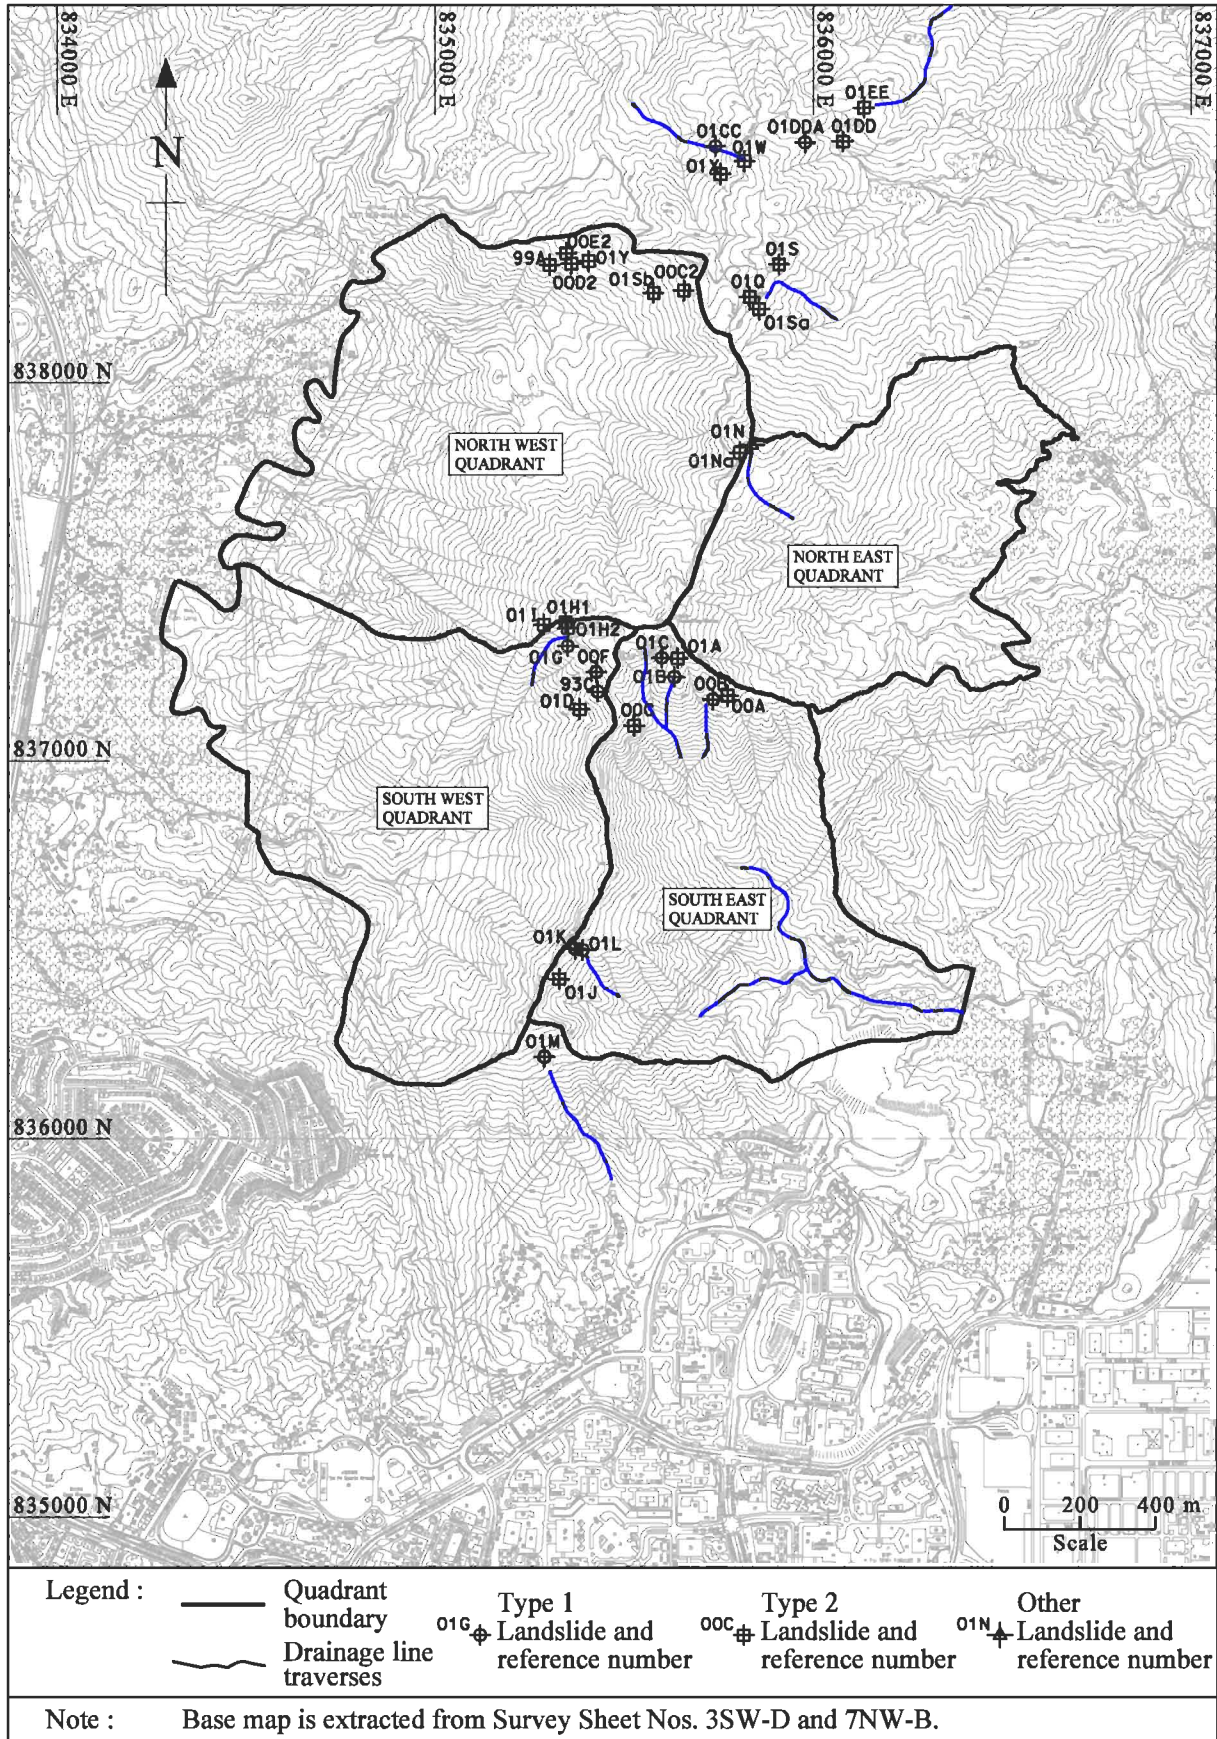 834000 E
835000 E
836000 E
837000 E
N
01EE
01CC
01DDA
01DD
01W
01X
00E2
99A
01Y
00D2
01Sb
00C2
01S
01Q
01Sa
838000 N
01N
01Na
NORTH WEST
QUADRANT
NORTH EAST
QUADRANT
01I
01H1
01H2
01G
00F
01C
01A
01B
93C
01D
00B
00A
00C
837000 N
SOUTH WEST
QUADRANT
SOUTH EAST
QUADRANT
01K
01L
01J
01M
836000 N
835000 N
0 200 400 m
Scale
Legend :
Quadrant
boundary
Drainage line
traverses
Type 1
01G
Landslide and
reference number
Type 2
00C
Landslide and
reference number
Other
01N
Landslide and
reference number
Note : Base map is extracted from Survey Sheet Nos. 3SW-D and 7NW-B.